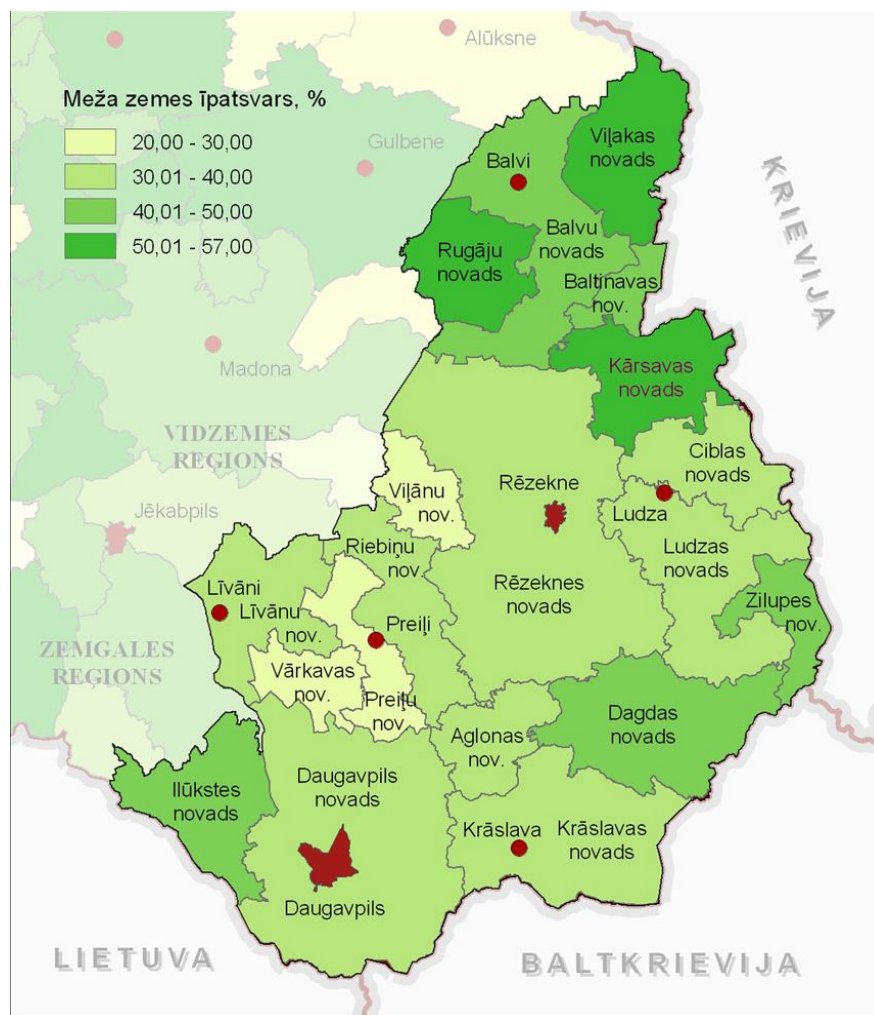 Alūksne
Meža zemes īpatsvars, %
20,00 - 30,00
30,01 - 40,00
40,01 - 50,00
50,01 - 57,00
Gulbene
Balvi
Viļakas
novads
KRIEVIJA
Rugāju
novads
Balvu
novads
Baltinavas
nov.
Madona
Kārsavas
novads
VIDZEMES
REGIONS
Ciblas
novads
Viļānu
nov.
Rēzekne
Ludza
Jēkabpils
Riebiņu
nov.
Ludzas
novads
Rēzeknes
novads
Līvāni
Līvānu
nov.
Preiļi
Zilupes
nov.
ZEMGALES
REGIONS
Vārkavas
nov.
Preiļu
nov.
Dagdas
novads
Aglonas
nov.
Ilūkstes
novads
Daugavpils
novads
Krāslava
Krāslavas
novads
Daugavpils
LIETUVA
BALTKRIEVIJA